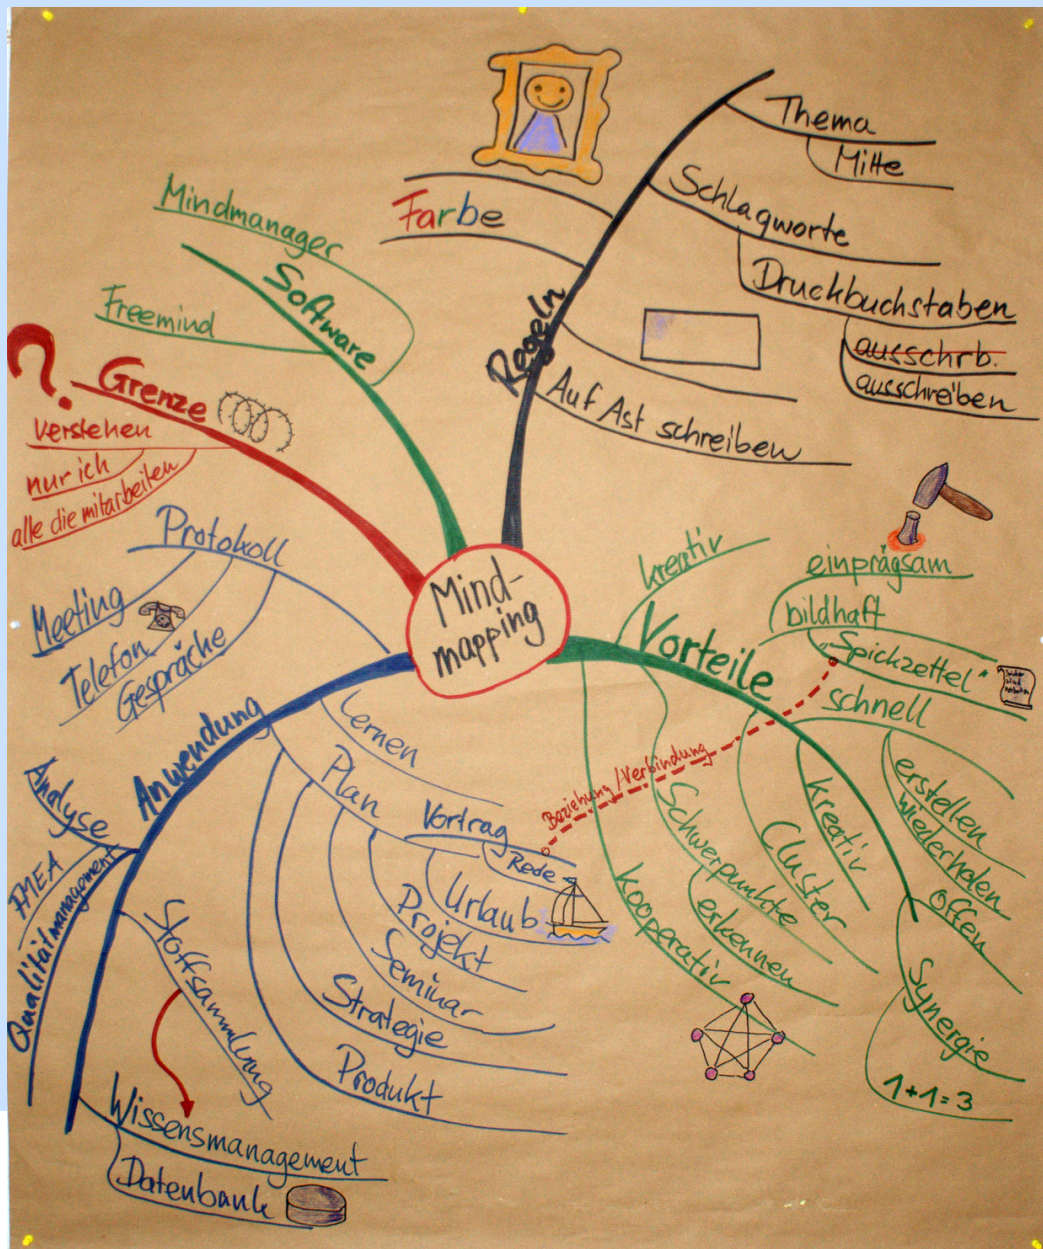 Mind-
mapping
Regeln
Thema
Mitte
Schlagworte
Druckbuchstaben
ausschrb.
ausschreiben
Farbe
Auf Ast schreiben
Vorteile
kreativ
einprägsam
bildhaft
„Spickzettel“
schnell
erstellen
wiederholen
offen
Synergie
1+1=3
kreativ
Cluster
Schwerpunkte
erkennen
kooperativ
Beziehung/Verbindung
Anwendung
Protokoll
Meeting
Telefon
Gespräche
Lernen
Plan
Vortrag
Rede
Urlaub
Projekt
Seminar
Strategie
Produkt
Analyse
FMEA
Qualitätmanagement
Stoffsammlung
Wissensmanagement
Datenbank
Grenze
?
verstehen
nur ich
alle die mitarbeiten
Software
Mindmanager
Freemind